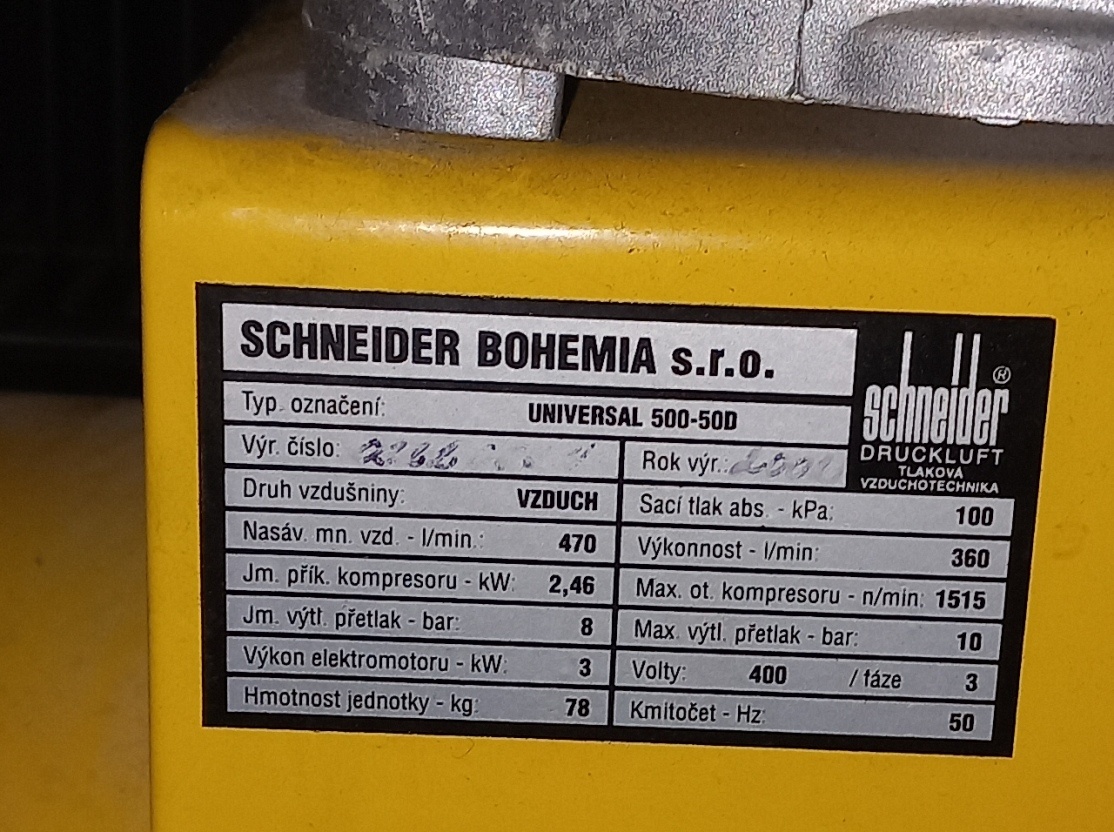 SCHNEIDER BOHEMIA s.r.o.
schneider ®
DRUCKLUFT
TLAKOVÁ
VZDUCHOTECHNIKA
Typ. označení: UNIVERSAL 500-50D
Výr. číslo: Rok výr.:
Druh vzdušniny: VZDUCH Sací tlak abs. - kPa: 100
Nasáv. mn. vzd. - l/min.: 470 Výkonnost - l/min: 360
Jm. přík. kompresoru - kW: 2,46 Max. ot. kompresoru - n/min: 1515
Jm. výtl. přetlak - bar: 8 Max. výtl. přetlak - bar: 10
Výkon elektromotoru - kW: 3 Volty: 400 / fáze 3
Hmotnost jednotky - kg: 78 Kmitočet - Hz: 50